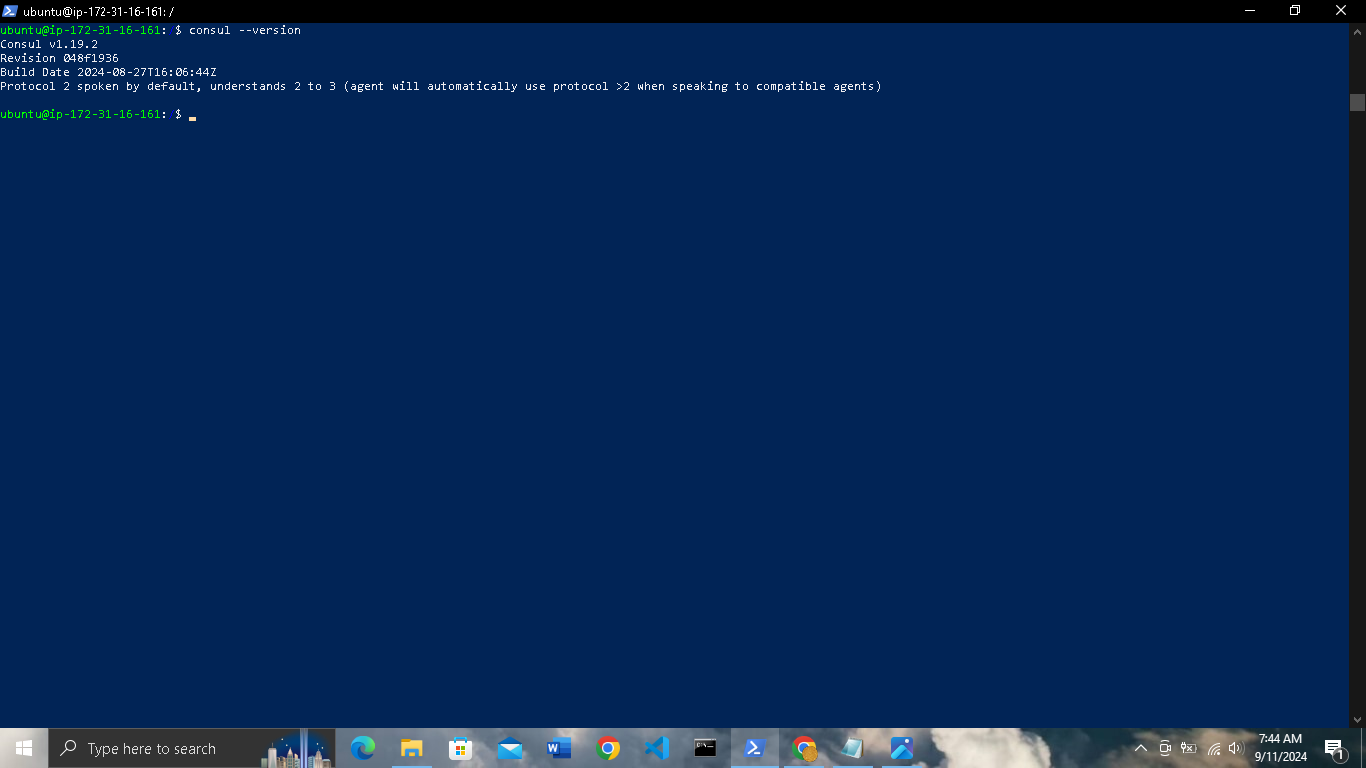 ubuntu@ip-172-31-16-161: /
ubuntu@ip-172-31-16-161: $ consul --version
Consul v1.19.2
Revision 048f1936
Build Date 2024-08-27T16:06:44Z
Protocol 2 spoken by default, understands 2 to 3 (agent will automatically use protocol >2 when speaking to compatible agents)
ubuntu@ip-172-31-16-161: $
Type here to search
7:44 AM
9/11/2024
1